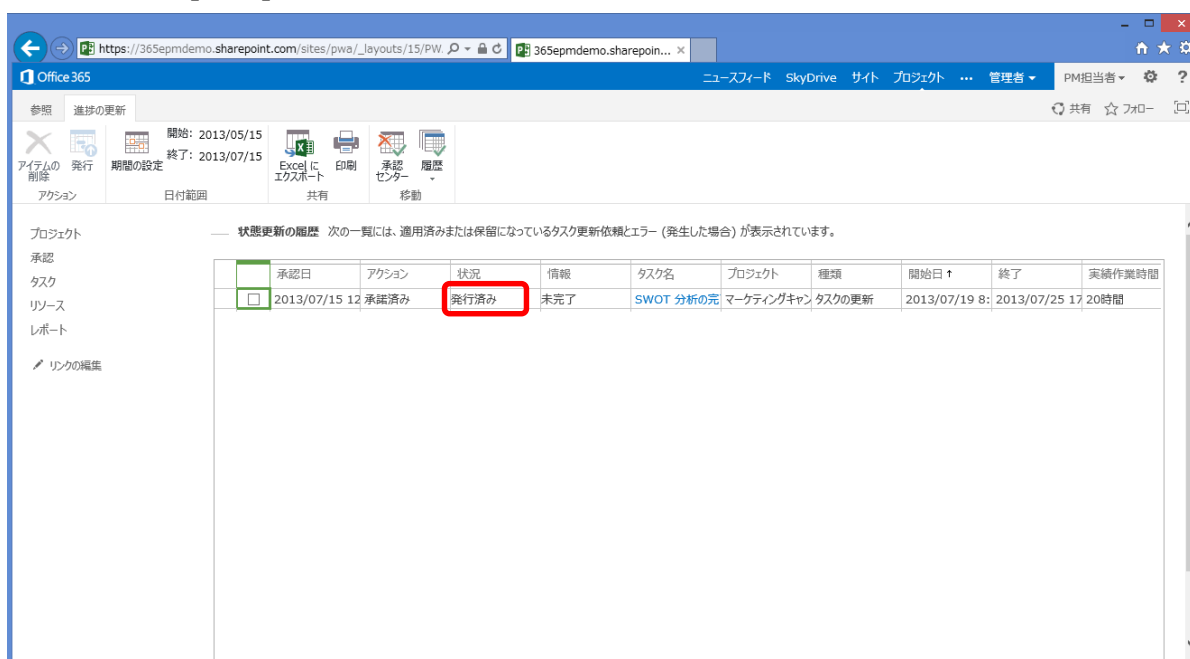 https://365epmdemo.sharepoint.com/sites/pwa/_layouts/15/PW. 365epmdemo.sharepoin... ×
Office 365 ニュースフィード SkyDrive サイト プロジェクト ... 管理者 PM担当者 ?
参照 進捗の更新 共有 フォロー
アイテムの削除 発行 期間の設定 開始: 2013/05/15 終了: 2013/07/15 Excel にエクスポート 印刷 承認センター 履歴
アクション 日付範囲 共有 移動
プロジェクト
承認
タスク
リソース
レポート
リンクの編集
状態更新の履歴 次の一覧には、適用済みまたは保留になっているタスク更新依頼とエラー (発生した場合) が表示されています。
承認日 アクション 状況 情報 タスク名 プロジェクト 種類 開始日 ↑ 終了 実績作業時間
2013/07/15 12 承諾済み 発行済み 未完了 SWOT 分析の完 マーケティングキャン タスクの更新 2013/07/19 8: 2013/07/25 17 20時間